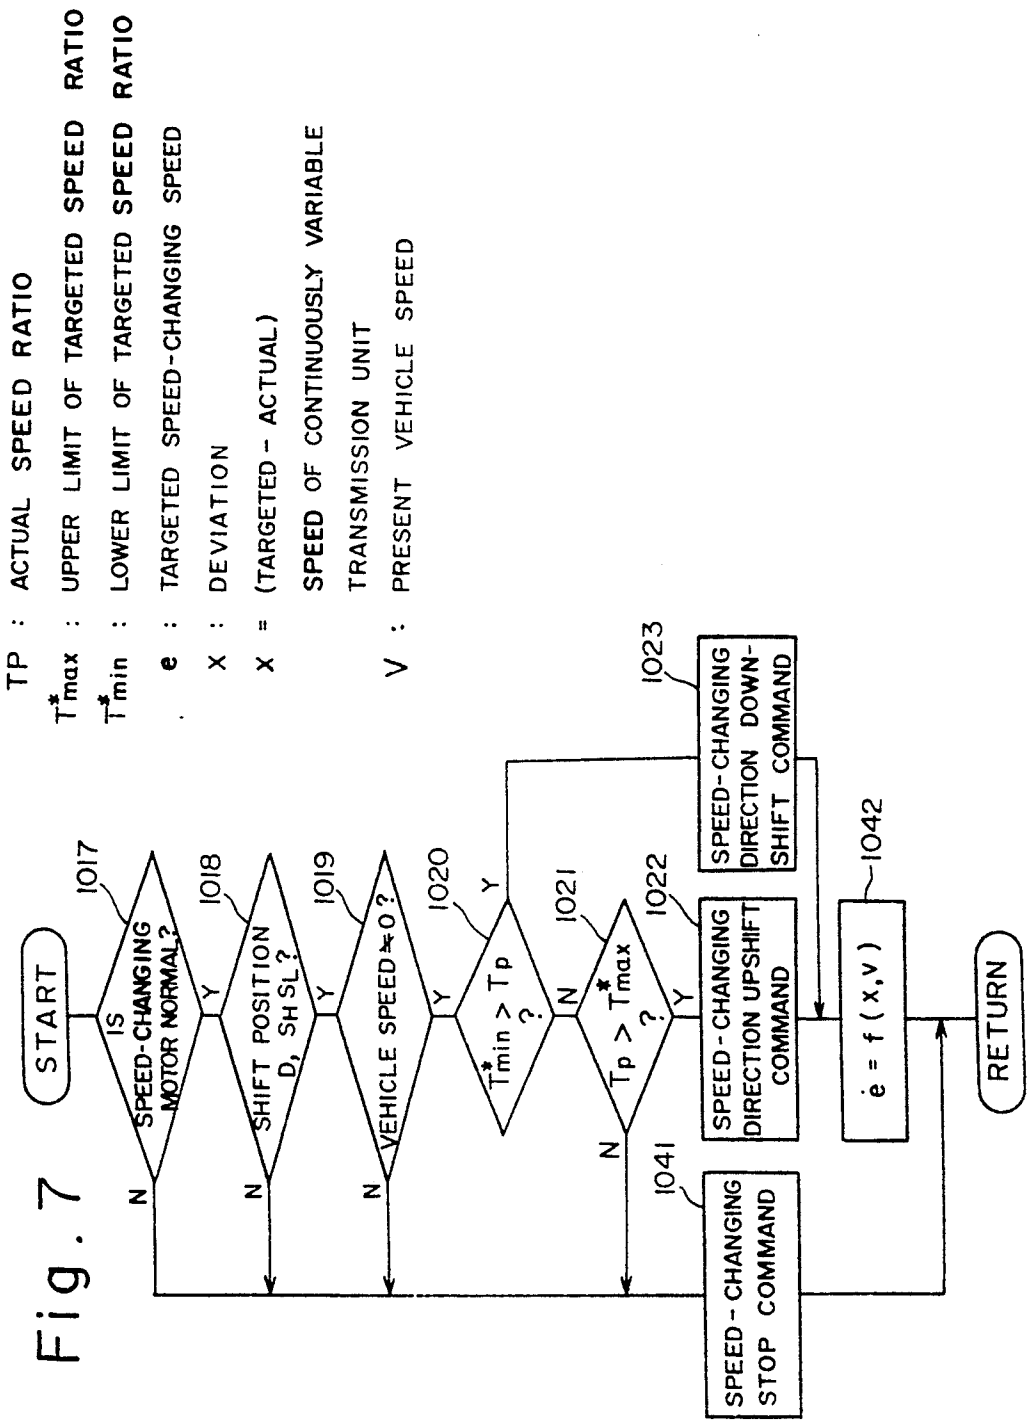 Fig. 7
START
IS
SPEED-CHANGING
MOTOR NORMAL?
1017
N
Y
SHIFT POSITION
D, SH SL?
1018
N
Y
VEHICLE SPEED≒0?
1019
N
Y
T*min > Tp
?
1020
Y
N
Tp > T*max
?
1021
N
Y
SPEED-CHANGING
STOP COMMAND
1041
SPEED-CHANGING
DIRECTION UPSHIFT
COMMAND
1022
SPEED-CHANGING
DIRECTION DOWN-
SHIFT COMMAND
1023
ė = f (x,v)
1042
RETURN
TP : ACTUAL SPEED RATIO
T*max : UPPER LIMIT OF TARGETED SPEED RATIO
T*min : LOWER LIMIT OF TARGETED SPEED RATIO
e : TARGETED SPEED-CHANGING SPEED
X : DEVIATION
X = (TARGETED - ACTUAL)
SPEED OF CONTINUOUSLY VARIABLE
TRANSMISSION UNIT
V : PRESENT VEHICLE SPEED